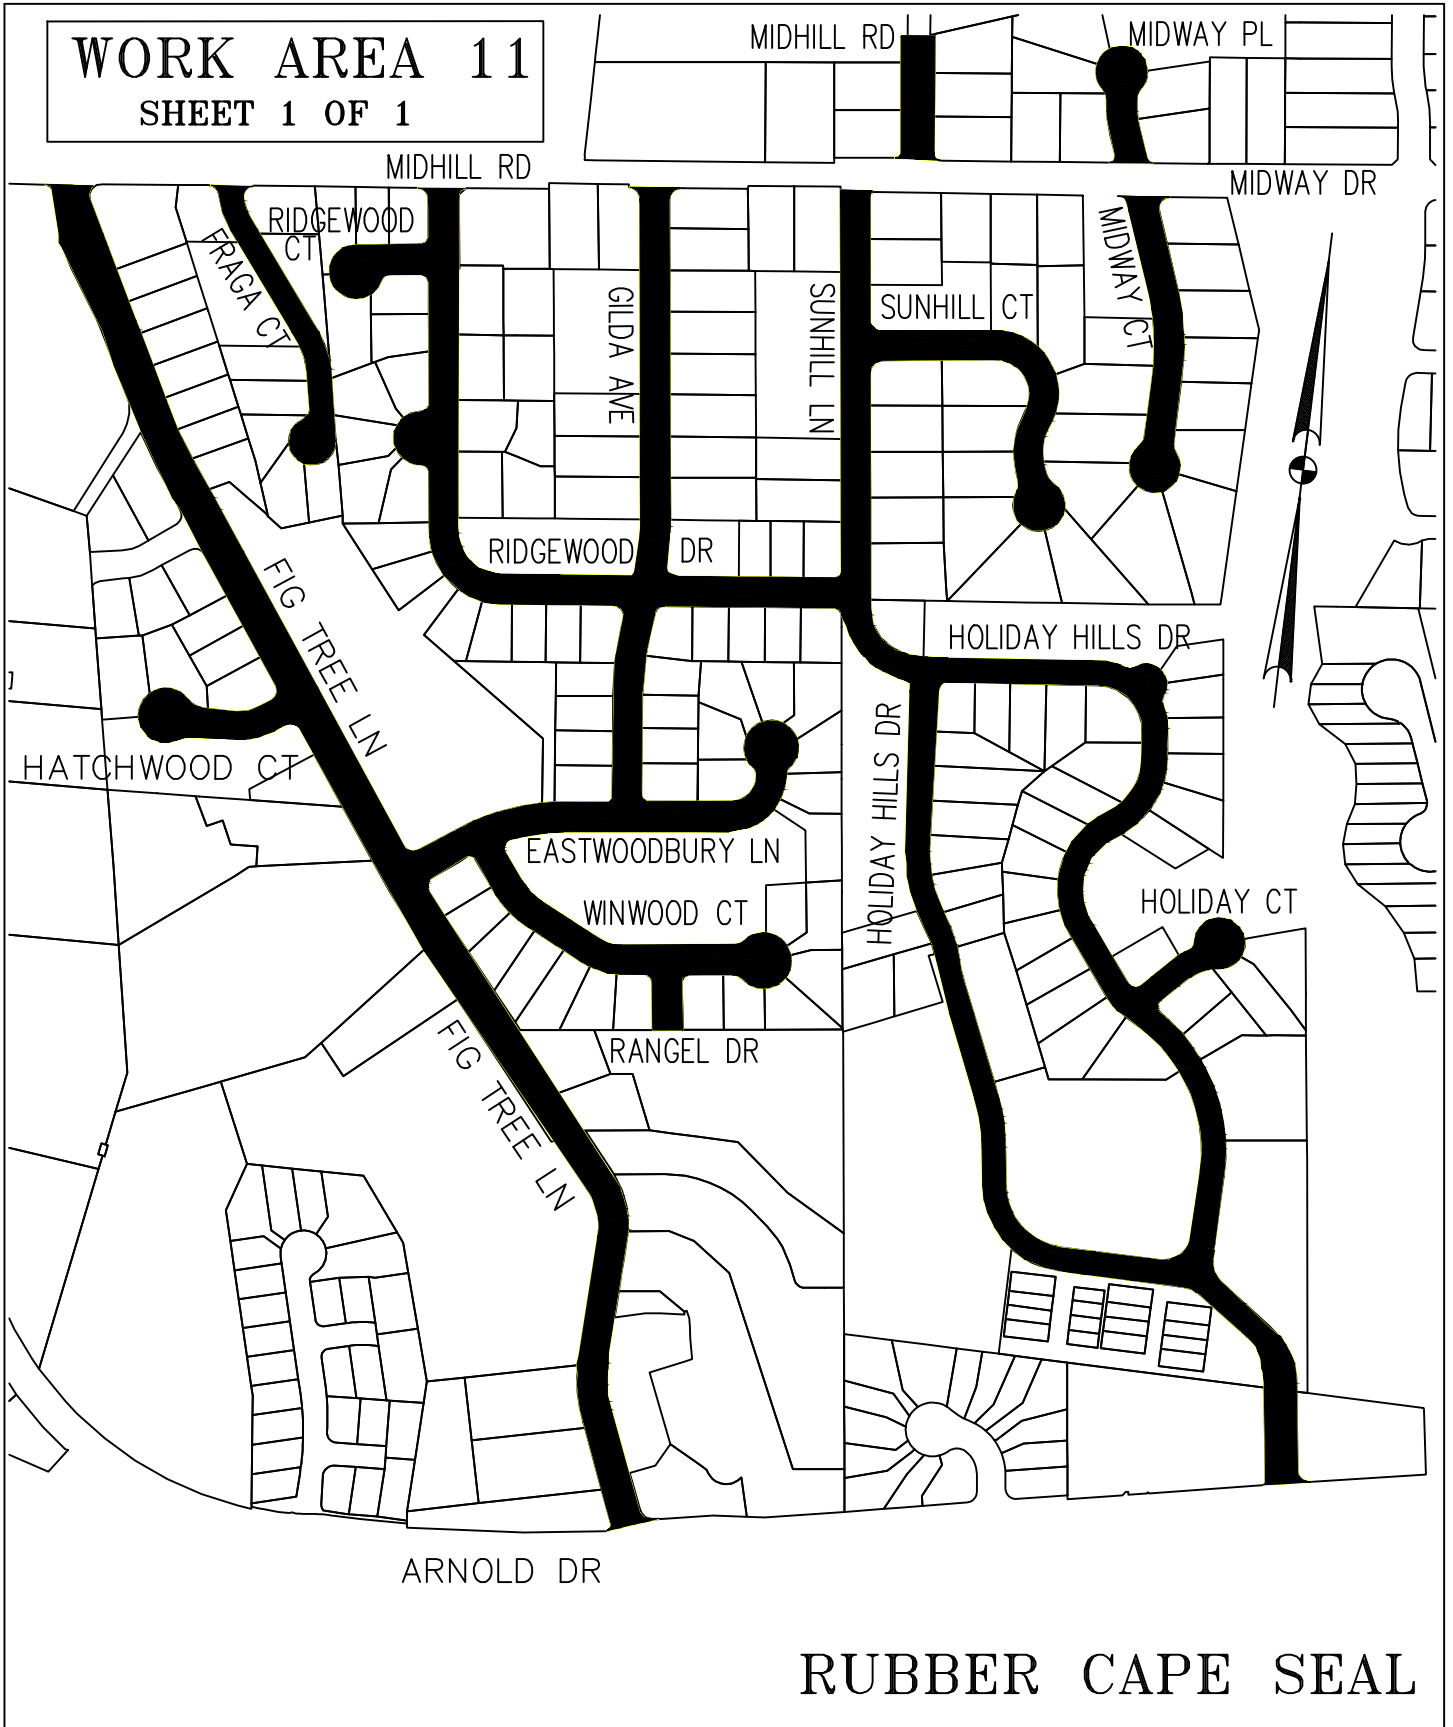 WORK AREA 11
SHEET 1 OF 1
MIDHILL RD
MIDWAY PL
MIDHILL RD
MIDWAY DR
RIDGEWOOD
CT
FRAGA CT
GILDA AVE
SUNHILL LN
SUNHILL CT
MIDWAY CT
RIDGEWOOD DR
FIG TREE LN
HOLIDAY HILLS DR
HOLIDAY HILLS DR
HATCHWOOD CT
EASTWOODBURY LN
WINWOOD CT
HOLIDAY CT
RANGEL DR
FIG TREE LN
ARNOLD DR
RUBBER CAPE SEAL